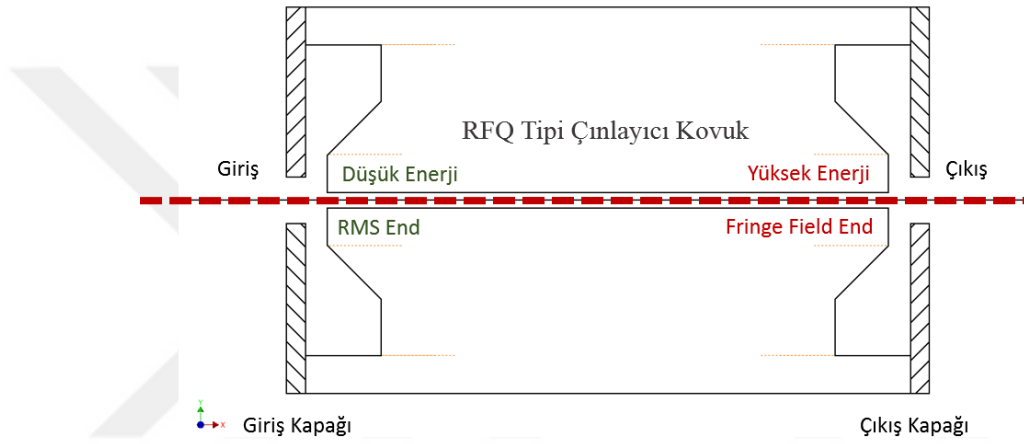 RFQ Tipi Çınlayıcı Kovuk
Giriş
Düşük Enerji
Yüksek Enerji
Çıkış
RMS End
Fringe Field End
Y
X
Giriş Kapağı
Çıkış Kapağı